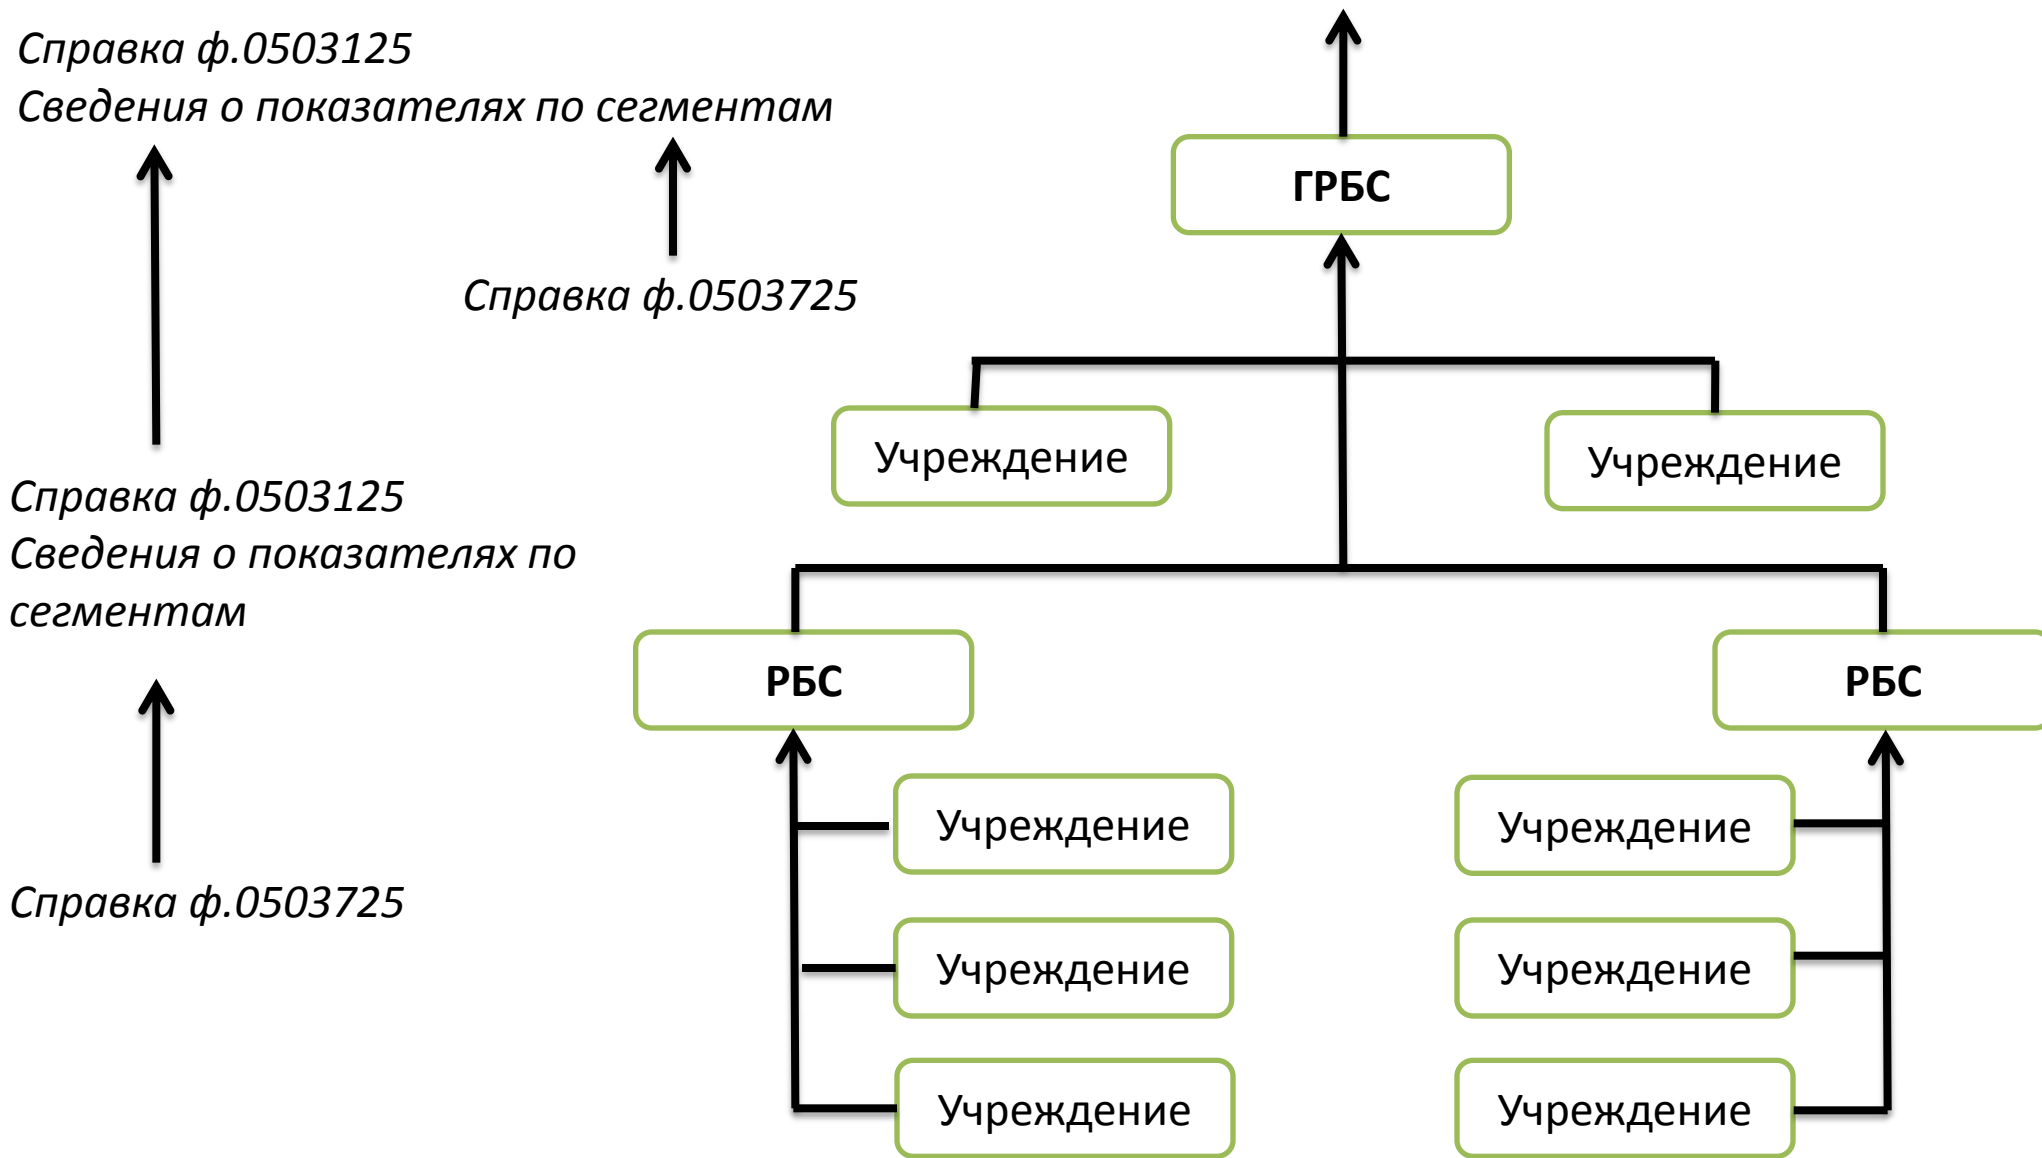 Справка ф.0503125
Сведения о показателях по сегментам
ГРБС
Справка ф.0503725
Учреждение
Учреждение
Справка ф.0503125
Сведения о показателях по
сегментам
РБС
РБС
Учреждение
Учреждение
Справка ф.0503725
Учреждение
Учреждение
Учреждение
Учреждение